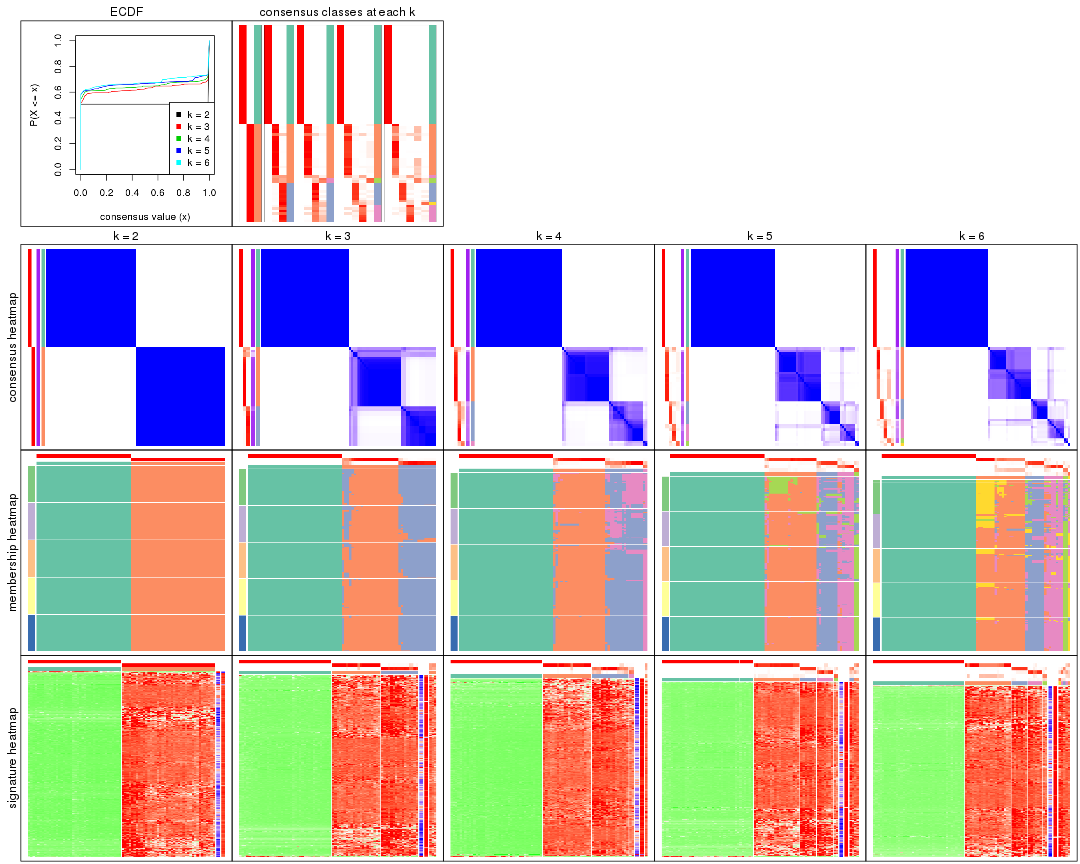 ECDF
consensus classes at each k
P(X <= x)
0.0 0.2 0.4 0.6 0.8 1.0
k = 2
k = 3
k = 4
k = 5
k = 6
0.0 0.2 0.4 0.6 0.8 1.0
consensus value (x)
k = 2 k = 3 k = 4 k = 5 k = 6
consensus heatmap
membership heatmap
signature heatmap